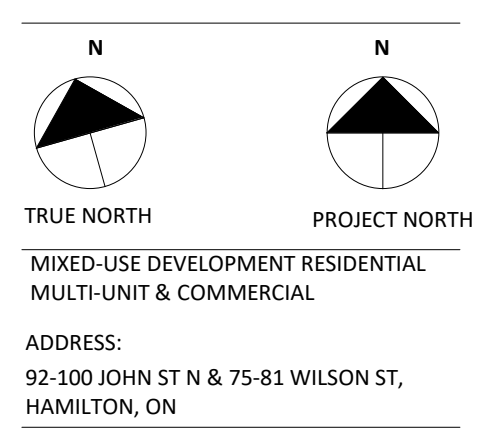 N
N
TRUE NORTH
PROJECT NORTH
MIXED-USE DEVELOPMENT RESIDENTIAL
MULTI-UNIT & COMMERCIAL
ADDRESS:
92-100 JOHN ST N & 75-81 WILSON ST,
HAMILTON, ON